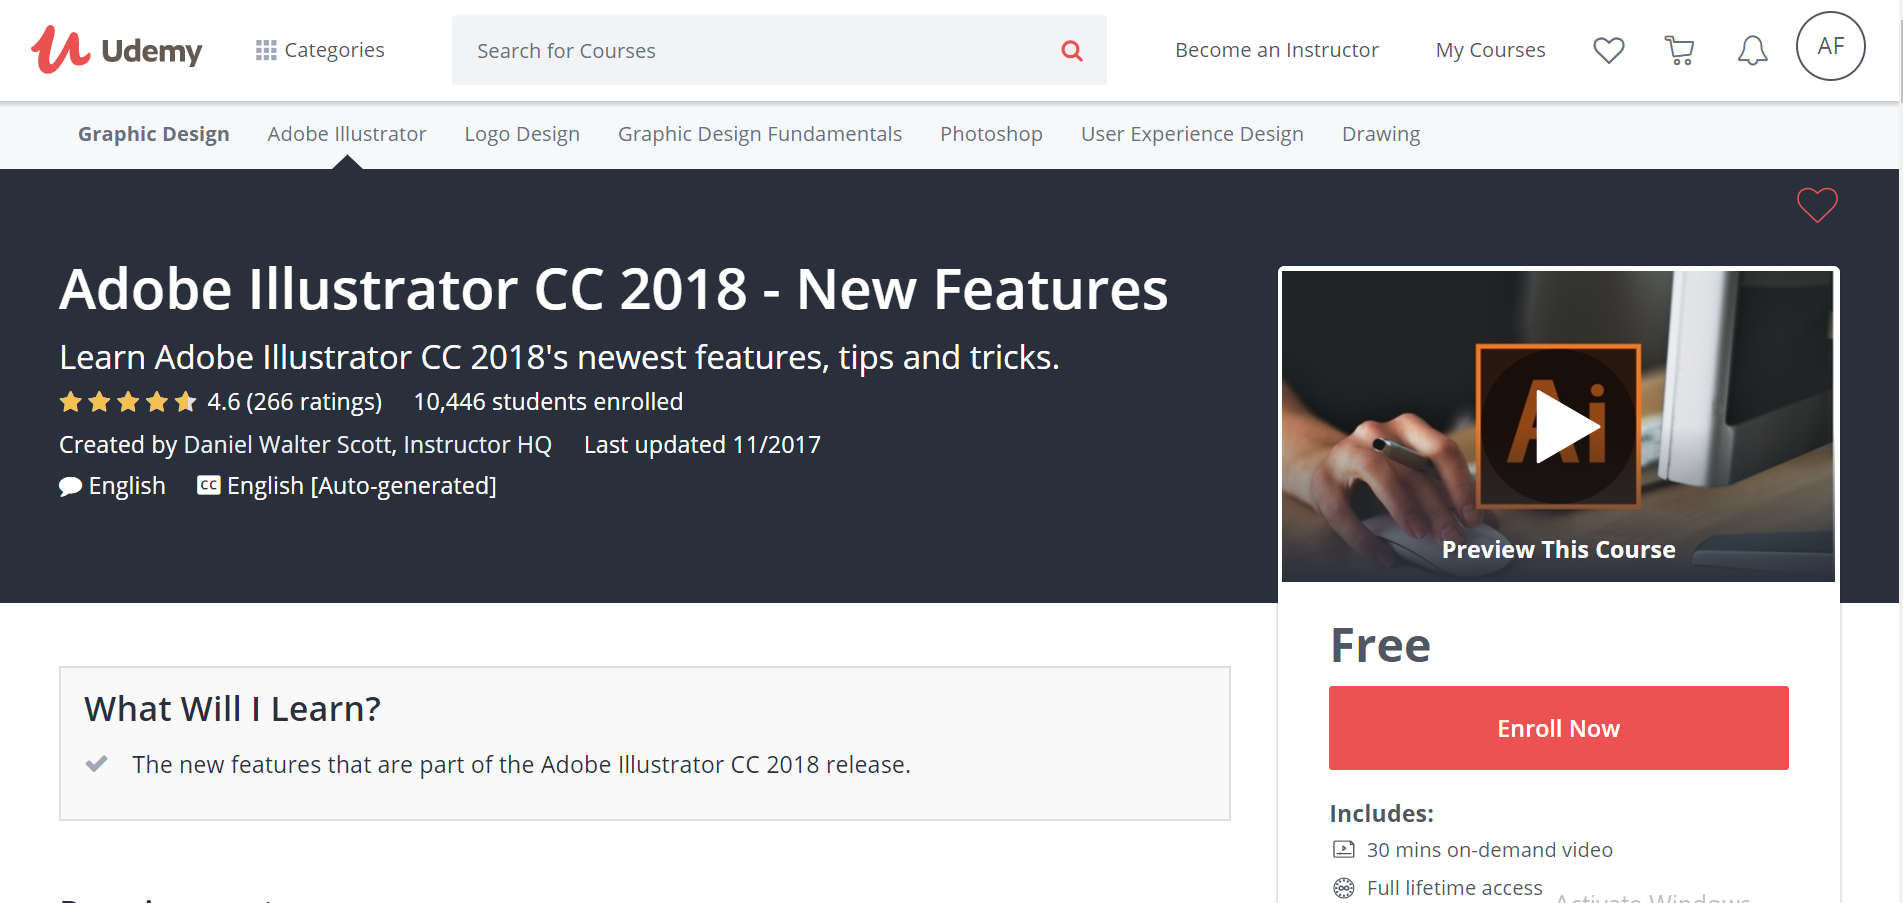 Udemy
Categories
Search for Courses
Become an Instructor
My Courses
AF
Graphic Design
Adobe Illustrator
Logo Design
Graphic Design Fundamentals
Photoshop
User Experience Design
Drawing
Adobe Illustrator CC 2018 - New Features
Learn Adobe Illustrator CC 2018's newest features, tips and tricks.
4.6 (266 ratings) 10,446 students enrolled
Created by Daniel Walter Scott, Instructor HQ Last updated 11/2017
English CC English [Auto-generated]
Ai
Preview This Course
Free
Enroll Now
Includes:
30 mins on-demand video
Full lifetime access
What Will I Learn?
The new features that are part of the Adobe Illustrator CC 2018 release.
Activate Windows